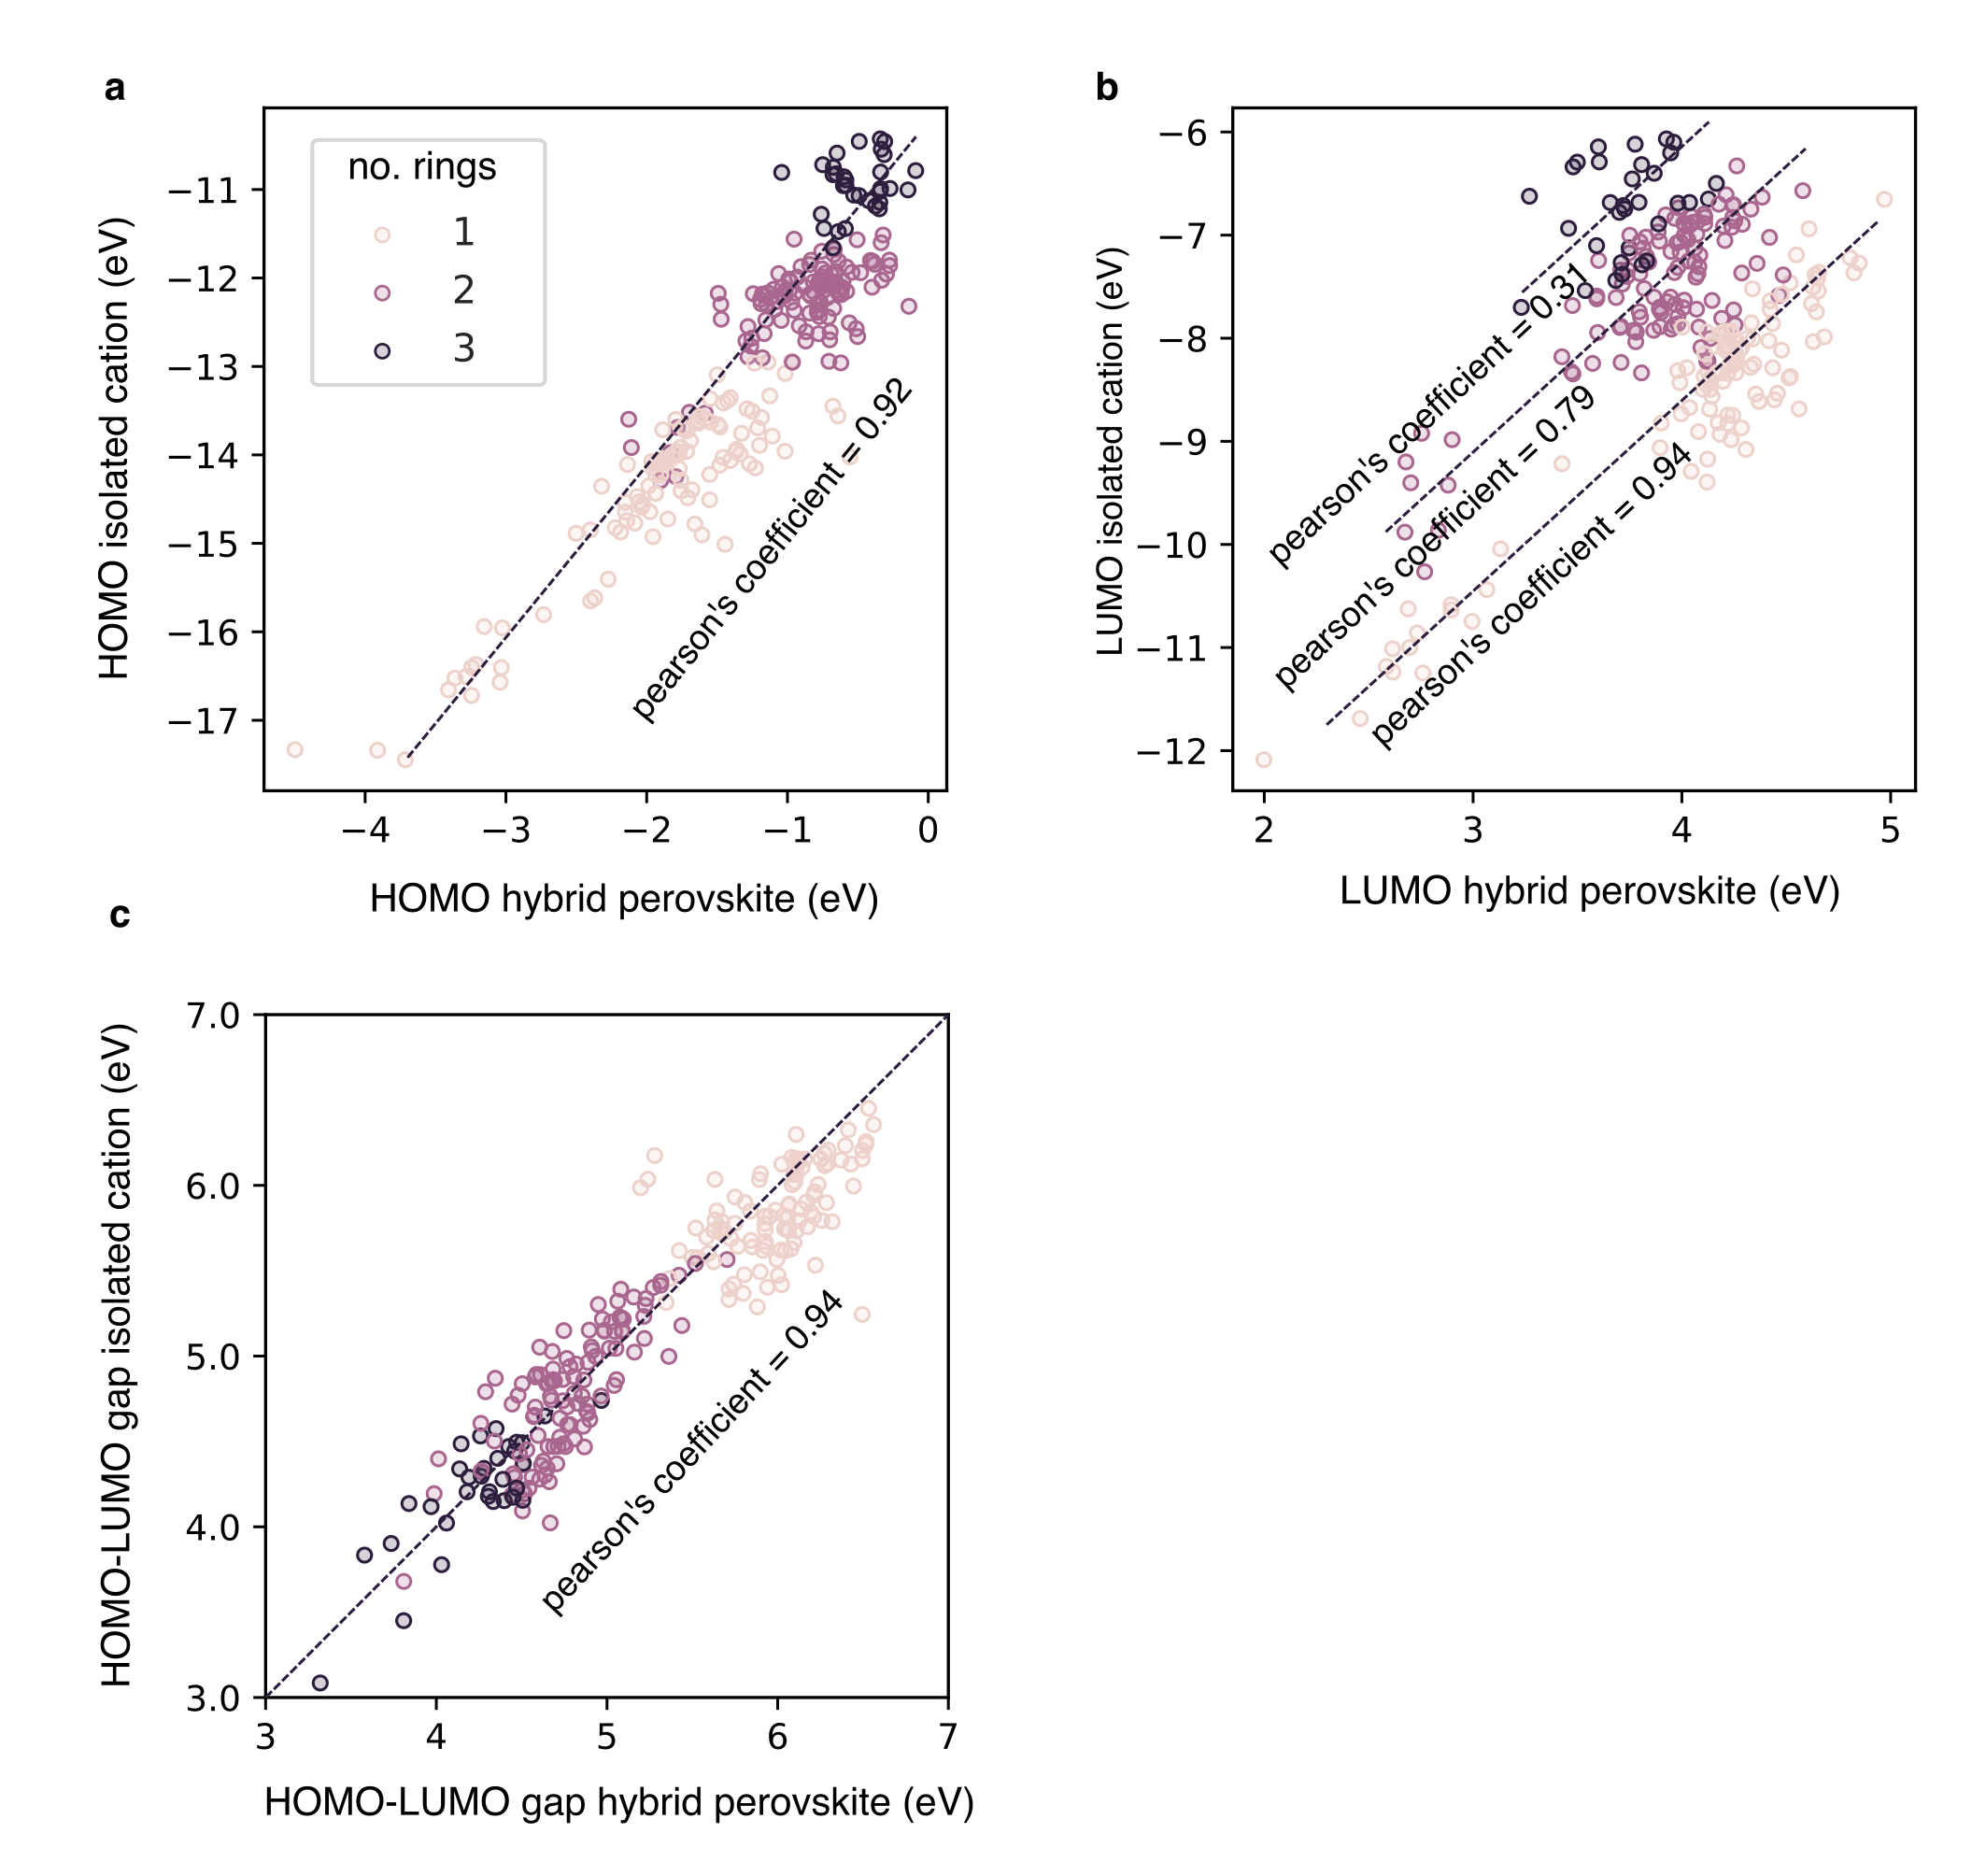 a
no. rings
1
2
3
−11
−12
−13
−14
−15
−16
−17
HOMO isolated cation (eV)
pearson's coefficient = 0.92
−4 −3 −2 −1 0
HOMO hybrid perovskite (eV)
b
−6
−7
−8
−9
−10
−11
−12
LUMO isolated cation (eV)
pearson's coefficient = 0.31
pearson's coefficient = 0.79
pearson's coefficient = 0.94
2 3 4 5
LUMO hybrid perovskite (eV)
c
7.0
6.0
5.0
4.0
3.0
HOMO-LUMO gap isolated cation (eV)
pearson's coefficient = 0.94
3 4 5 6 7
HOMO-LUMO gap hybrid perovskite (eV)